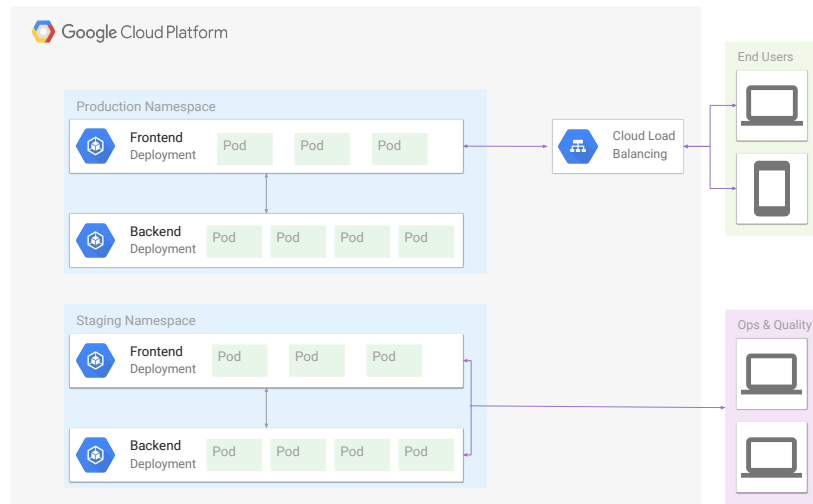 Google Cloud Platform
End Users
Production Namespace
Frontend
Deployment
Pod
Pod
Pod
Cloud Load
Balancing
Backend
Deployment
Pod
Pod
Pod
Pod
Staging Namespace
Ops & Quality
Frontend
Deployment
Pod
Pod
Pod
Backend
Deployment
Pod
Pod
Pod
Pod